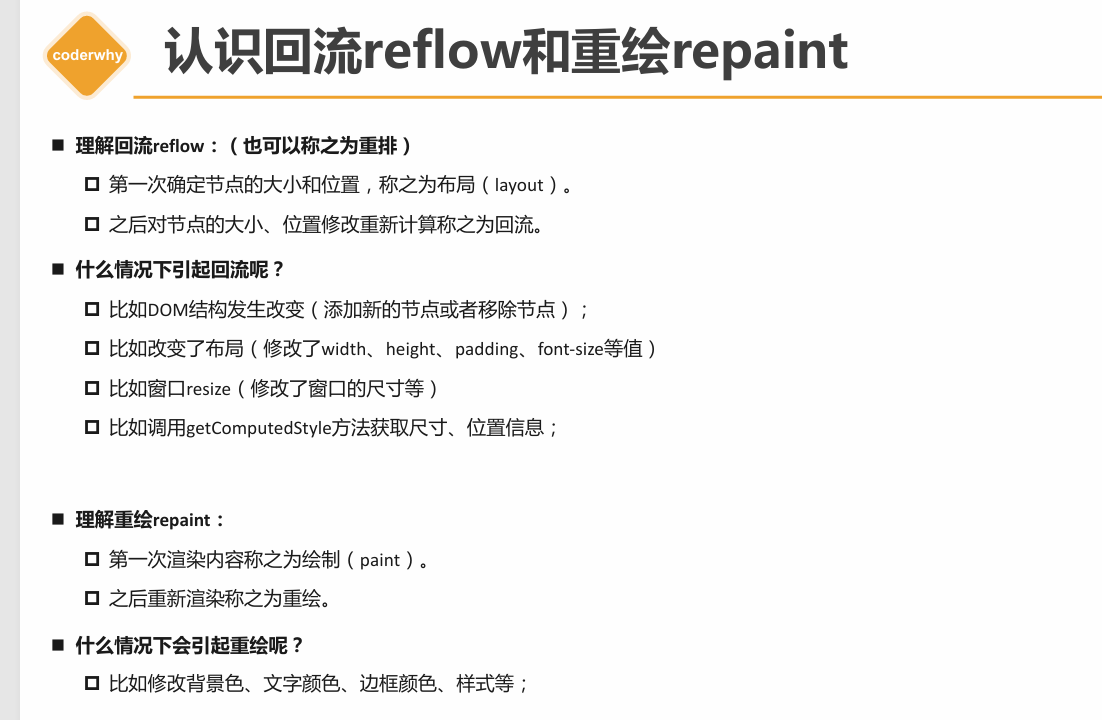 coderwhy
认识回流reflow和重绘repaint
理解回流reflow：（也可以称之为重排）
第一次确定节点的大小和位置，称之为布局（layout）。
之后对节点的大小、位置修改重新计算称之为回流。
什么情况下引起回流呢？
比如DOM结构发生改变（添加新的节点或者移除节点）；
比如改变了布局（修改了width、height、padding、font-size等值）
比如窗口resize（修改了窗口的尺寸等）
比如调用getComputedStyle方法获取尺寸、位置信息；
理解重绘repaint：
第一次渲染内容称之为绘制（paint）。
之后重新渲染称之为重绘。
什么情况下会引起重绘呢？
比如修改背景色、文字颜色、边框颜色、样式等；